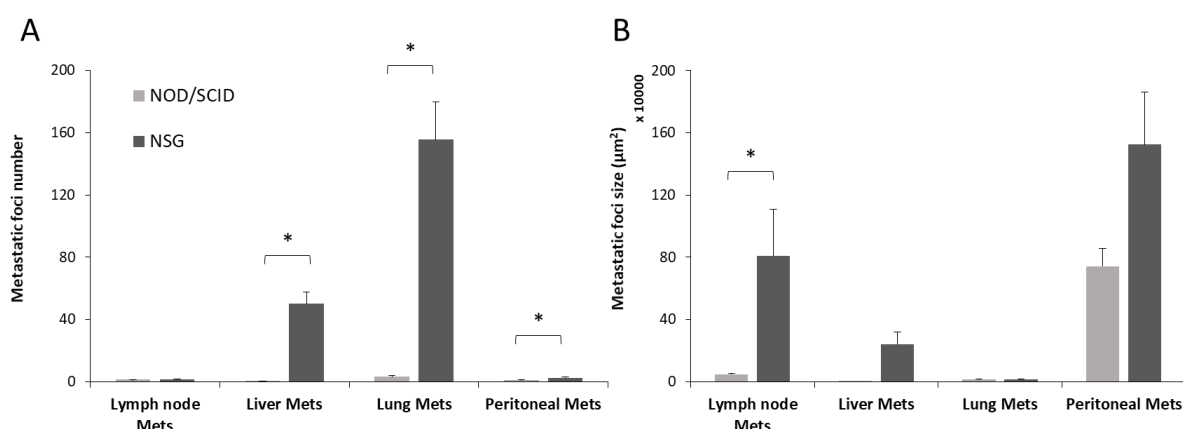 A
Metastatic foci number
200
160
120
80
40
0
NOD/SCID
NSG
*
*
*
Lymph node
Mets
Liver Mets
Lung Mets
Peritoneal Mets
B
Metastatic foci size (μm²)
x 10000
200
160
120
80
40
0
*
Lymph node
Mets
Liver Mets
Lung Mets
Peritoneal Mets